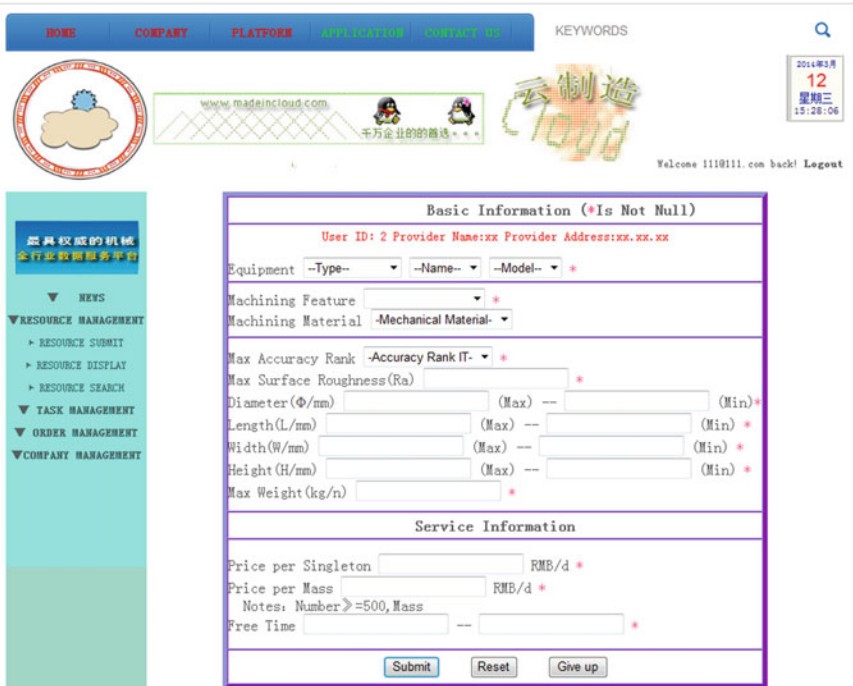 HOME COMPANY PLATFORM APPLICATION CONTACT US KEYWORDS
2014年3月
12
星期三
15:28:06
www.madeincloud.com
千万企业的的首选。。。
云制造
Cloud
Welcome 111@111.com back! Logout
最具权威的机械
全行业数据服务平台
▼ NEWS
▼RESOURCE MANAGEMENT
▸ RESOURCE SUBMIT
▸ RESOURCE DISPLAY
▸ RESOURCE SEARCH
▼ TASK MANAGEMENT
▼ ORDER MANAGEMENT
▼COMPANY MANAGEMENT
Basic Information (*Is Not Null)
User ID: 2 Provider Name:xx Provider Address:xx.xx.xx
Equipment --Type-- --Name-- --Model-- *
Machining Feature *
Machining Material -Mechanical Material-
Max Accuracy Rank -Accuracy Rank IT- *
Max Surface Roughness(Ra) *
Diameter(Φ/mm) (Max) -- (Min)*
Length(L/mm) (Max) -- (Min) *
Width(W/mm) (Max) -- (Min) *
Height(H/mm) (Max) -- (Min) *
Max Weight(kg/n) *
Service Information
Price per Singleton RMB/d *
Price per Mass RMB/d *
Notes: Number》=500,Mass
Free Time -- *
Submit Reset Give up